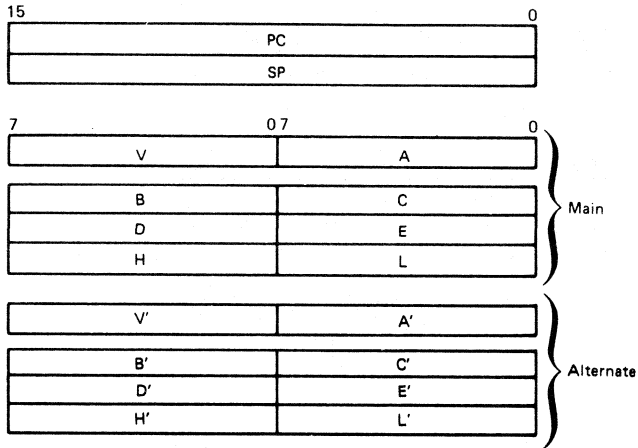 15 0
PC
SP
7 0 7 0
V A
B C
D E
H L
Main
V' A'
B' C'
D' E'
H' L'
Alternate